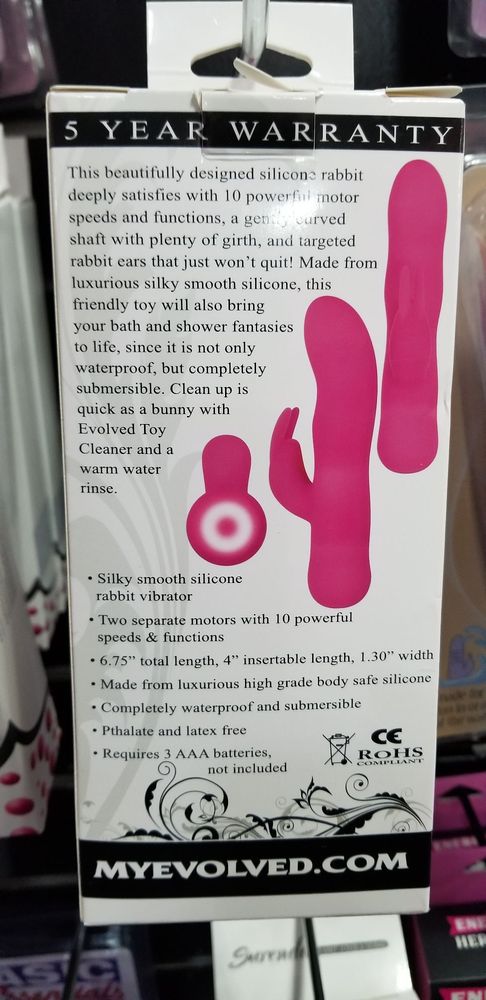 5 YEAR WARRANTY
This beautifully designed silicone rabbit
deeply satisfies with 10 powerful motor
speeds and functions, a gently curved
shaft with plenty of girth, and targeted
rabbit ears that just won't quit! Made from
luxurious silky smooth silicone, this
friendly toy will also bring
your bath and shower fantasies
to life, since it is not only
waterproof, but completely
submersible. Clean up is
quick as a bunny with
Evolved Toy
Cleaner and a
warm water
rinse.
• Silky smooth silicone
rabbit vibrator
• Two separate motors with 10 powerful
speeds & functions
• 6.75” total length, 4” insertable length, 1.30” width
• Made from luxurious high grade body safe silicone
• Completely waterproof and submersible
• Pthalate and latex free
• Requires 3 AAA batteries,
not included
CE
RoHS
COMPLIANT
MYEVOLVED.COM